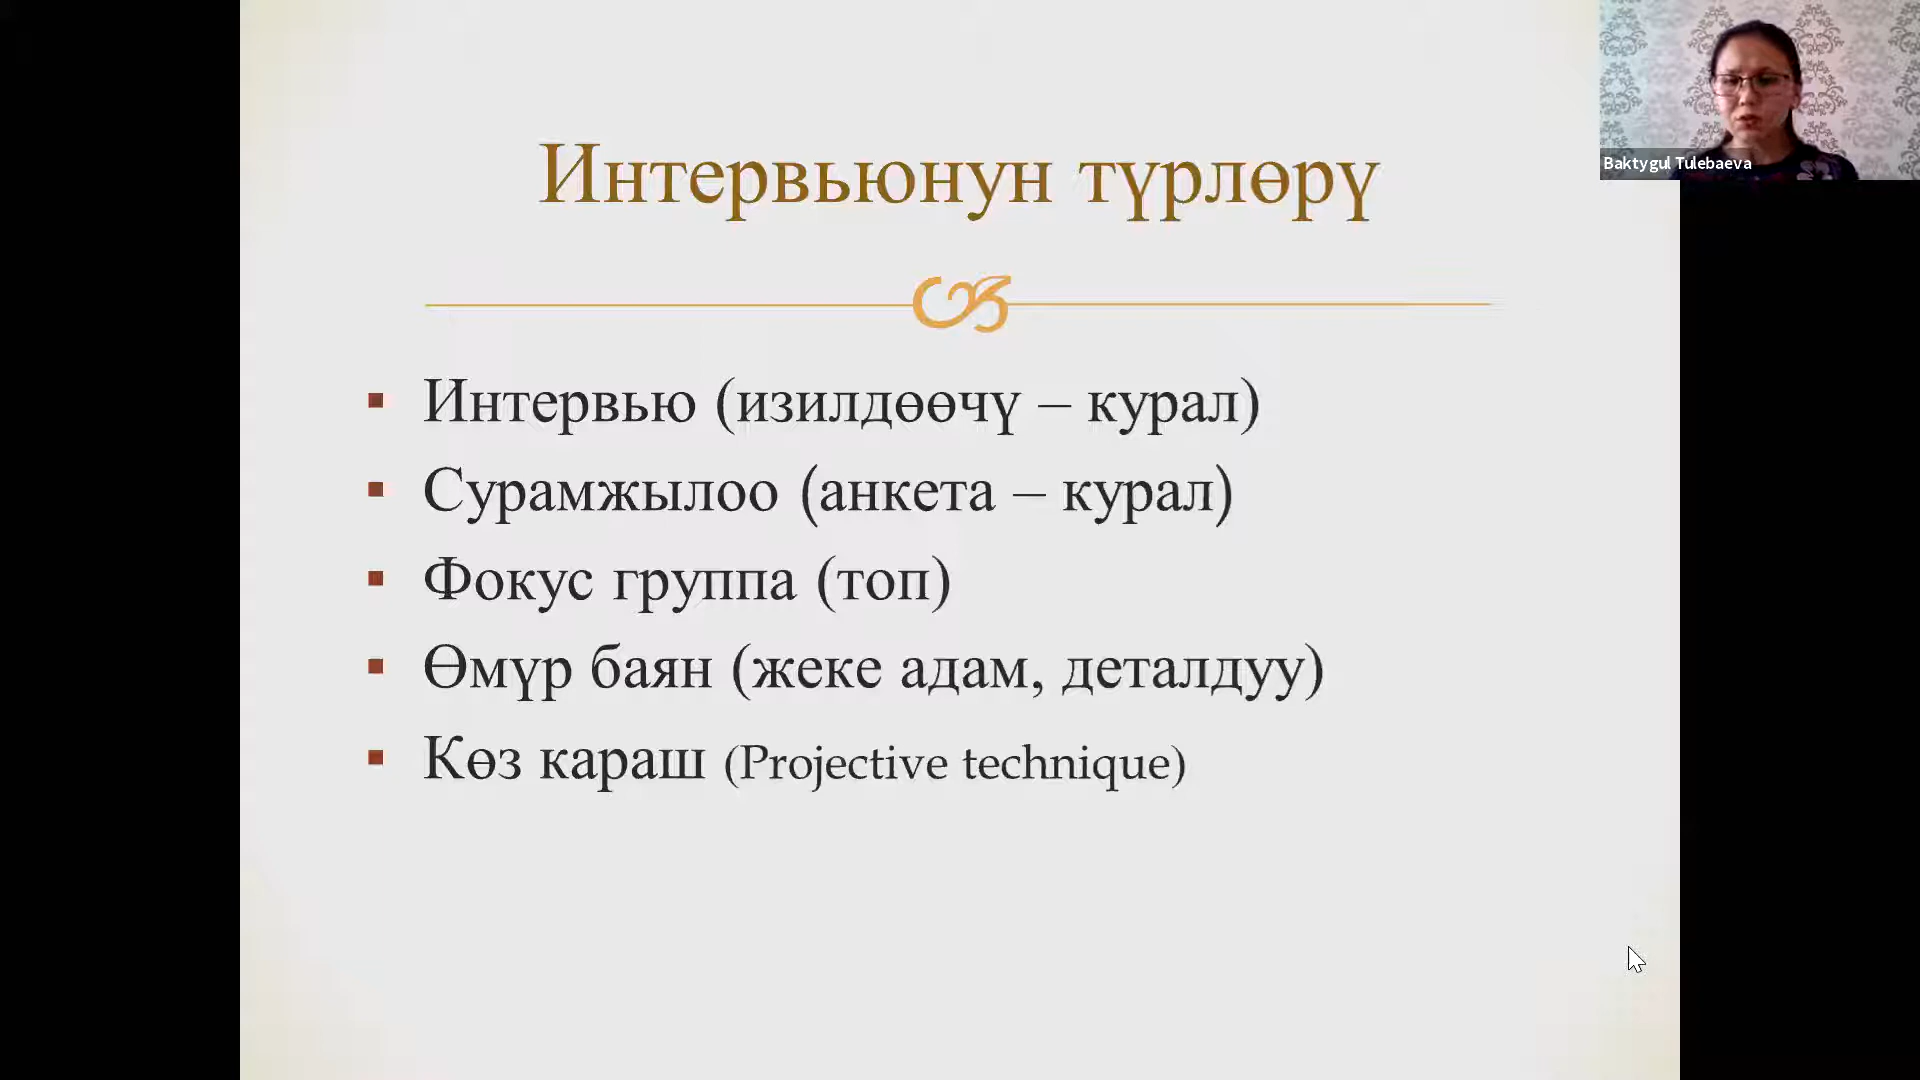 Интервьюнун түрлөрү
Интервью (изилдөөчү – курал)
Сурамжылоо (анкета – курал)
Фокус группа (топ)
Өмүр баян (жеке адам, деталдуу)
Көз караш (Projective technique)
Baktygul Tulebaeva